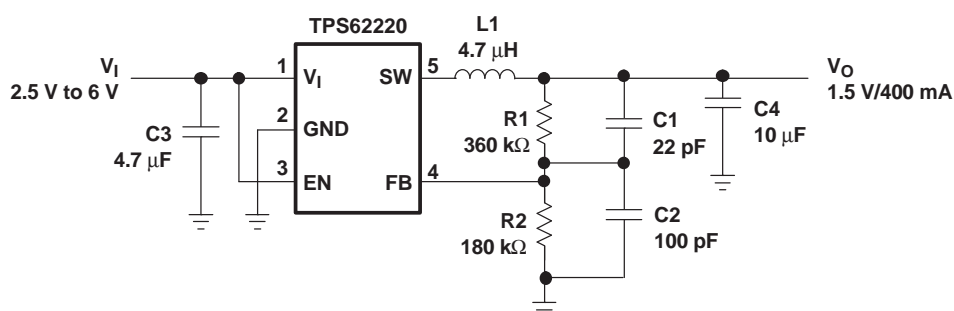 TPS62220
L1
4.7 μH
VI
2.5 V to 6 V
1
VI
SW
5
VO
1.5 V/400 mA
C3
4.7 μF
2
GND
R1
360 kΩ
C1
22 pF
C4
10 μF
3
EN
FB
4
R2
180 kΩ
C2
100 pF